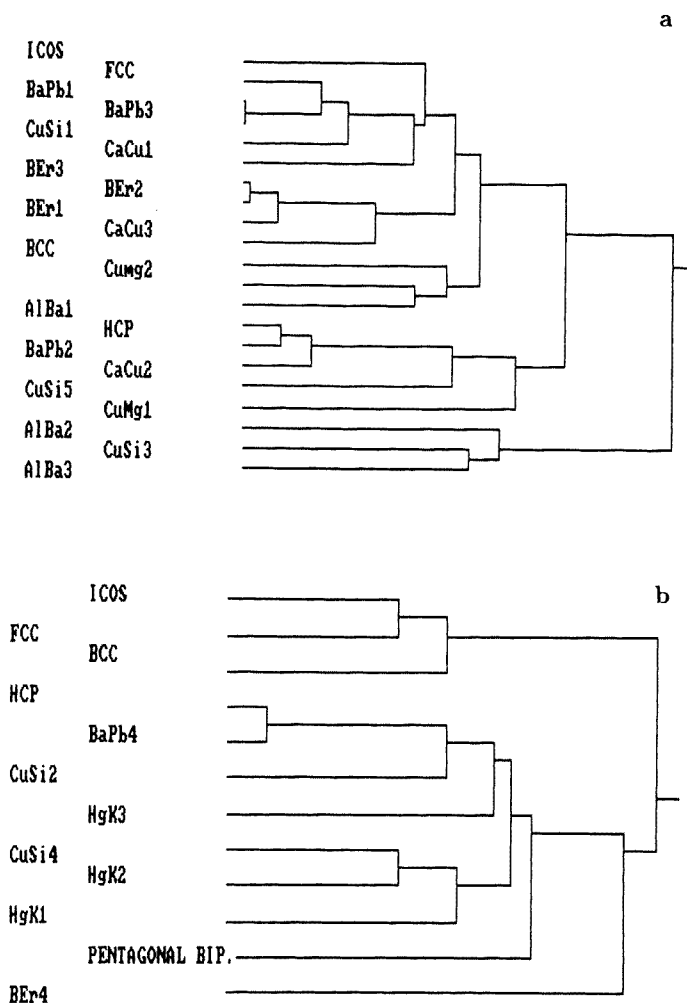 a
ICOS
FCC
BaPb1
BaPb3
CuSi1
CaCu1
BEr3
BEr2
BEr1
CaCu3
BCC
Cumg2
AlBa1
HCP
BaPb2
CaCu2
CuSi5
CuMg1
AlBa2
CuSi3
AlBa3
b
ICOS
FCC
BCC
HCP
BaPb4
CuSi2
HgK3
CuSi4
HgK2
HgK1
PENTAGONAL BIP.
BEr4